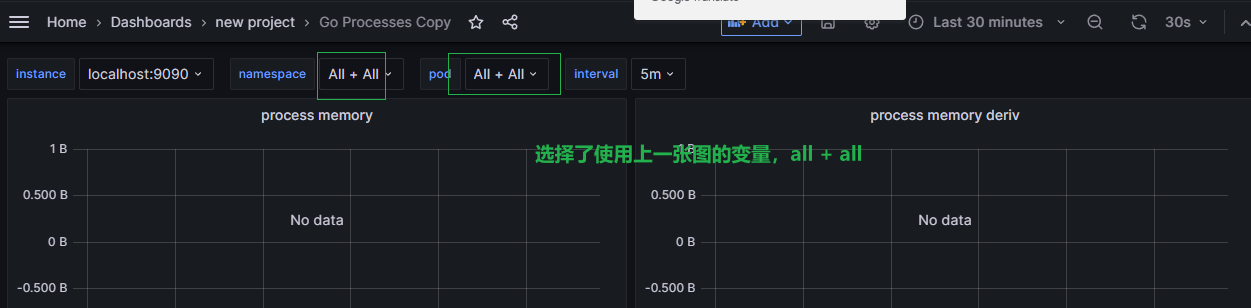 Google Translate
Home > Dashboards > new project > Go Processes Copy
Add
Last 30 minutes
30s
instance localhost:9090 namespace All + All pod All + All interval 5m
process memory
process memory deriv
选择了使用上一张图的变量，all + all
1 B
0.500 B
0 B
-0.500 B
No data
1 B
0.500 B
0 B
-0.500 B
No data